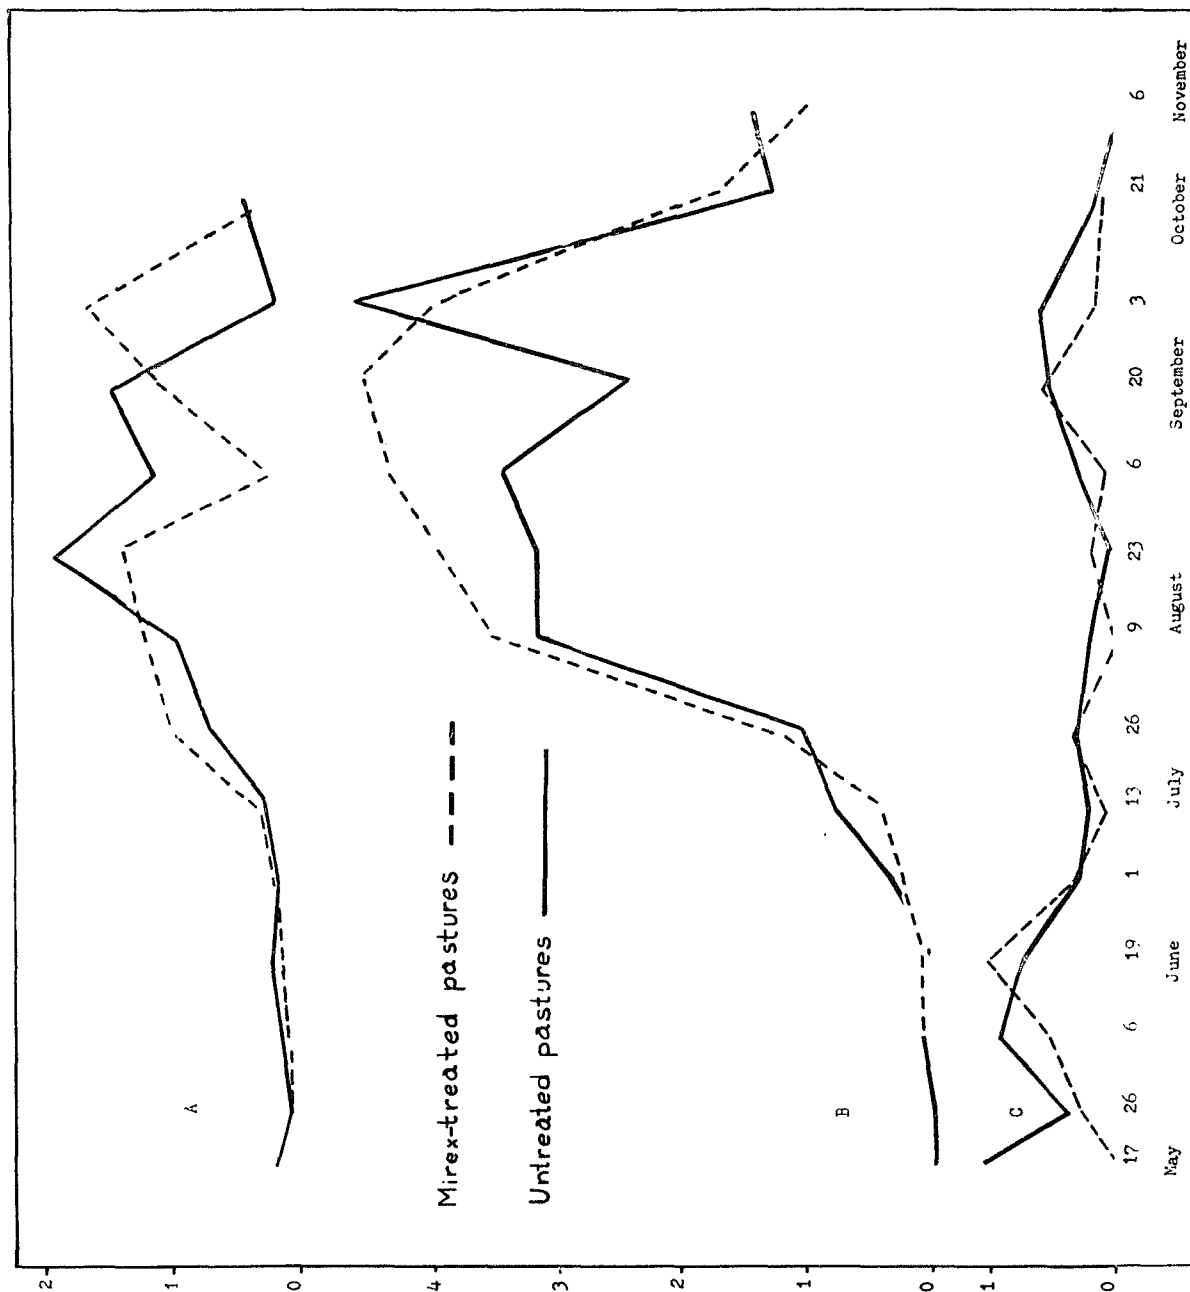 2
1
0
A
4
3
2
1
0
B
1
0
C
Mirex-treated pastures
Untreated pastures
17 26 6 19 1 13 26 9 23 6 20 3 21 6
May June July August September October November